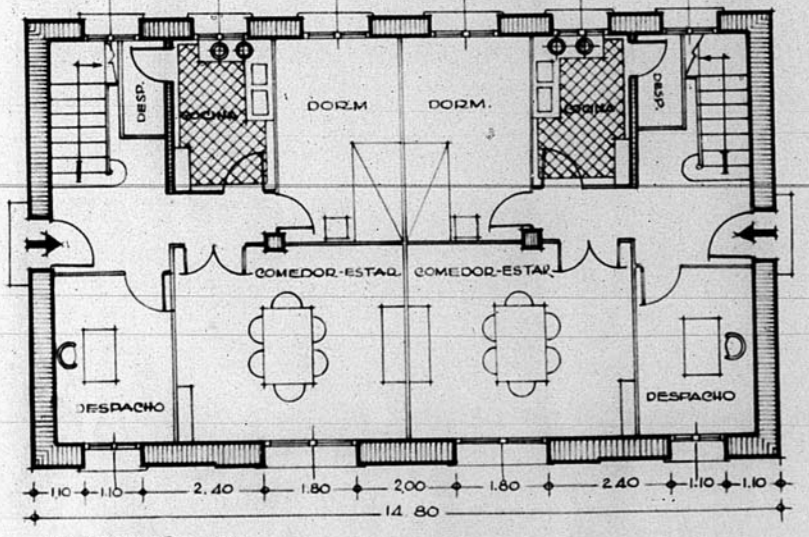 DESP.
COCINA
DORM
DORM.
COCINA
DESP.
COMEDOR-ESTAR
COMEDOR-ESTAR
DESPACHO
DESPACHO
1.10 1.10 2.40 1.80 2.00 1.80 2.40 1.10 1.10
14.80